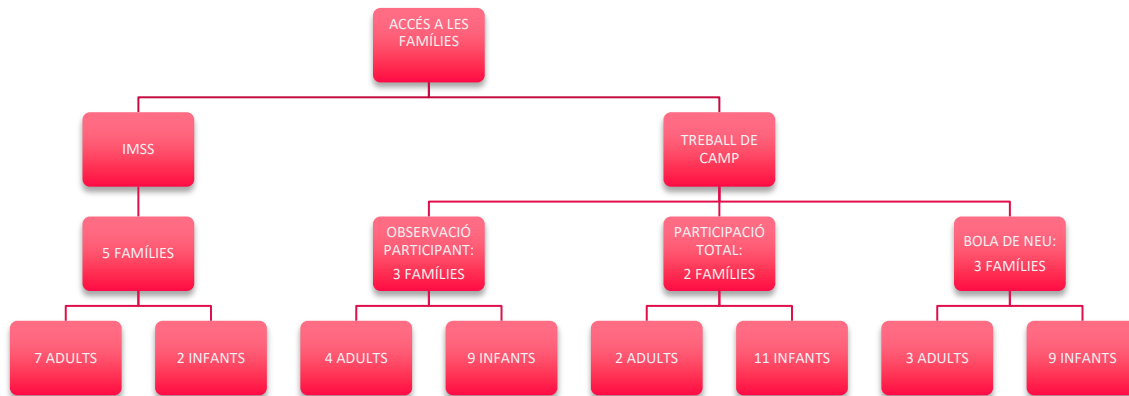 ACCÉS A LES
FAMÍLIES
IMSS
TREBALL DE
CAMP
5 FAMÍLIES
OBSERVACIÓ
PARTICIPANT:
3 FAMÍLIES
PARTICIPACIÓ
TOTAL:
2 FAMÍLIES
BOLA DE NEU:
3 FAMÍLIES
7 ADULTS
2 INFANTS
4 ADULTS
9 INFANTS
2 ADULTS
11 INFANTS
3 ADULTS
9 INFANTS